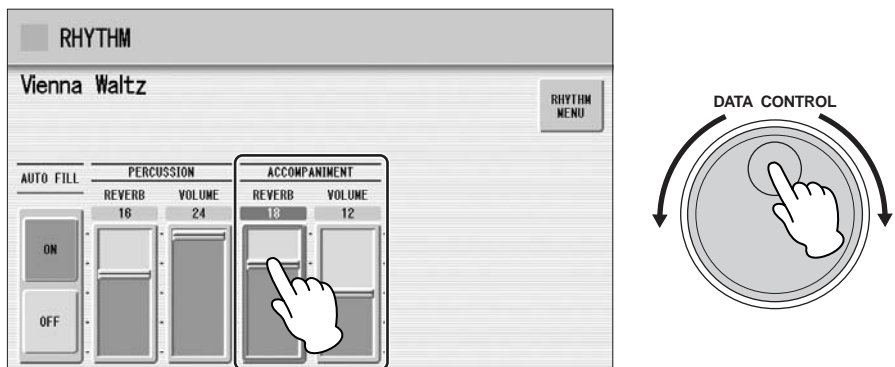 RHYTHM
Vienna Waltz
RHYTHM
MENU
AUTO FILL
PERCUSSION
ACCOMPANIMENT
REVERB VOLUME REVERB VOLUME
16 24 18 12
ON
OFF
DATA CONTROL